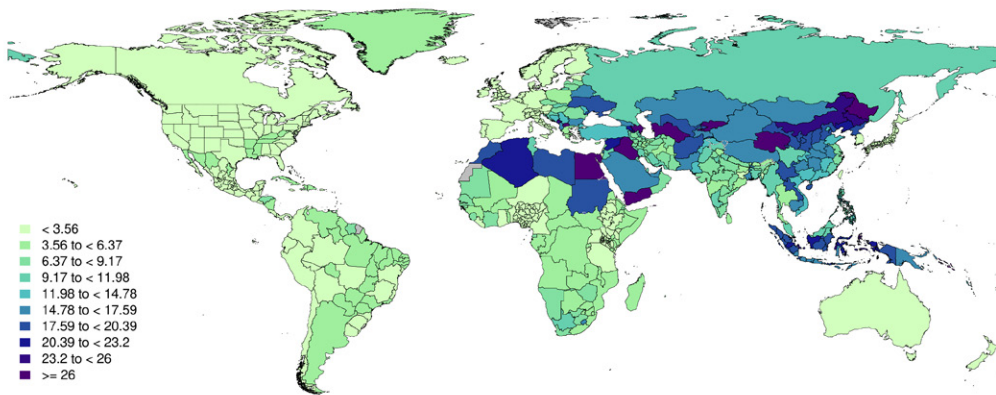 < 3.56
3.56 to < 6.37
6.37 to < 9.17
9.17 to < 11.98
11.98 to < 14.78
14.78 to < 17.59
17.59 to < 20.39
20.39 to < 23.2
23.2 to < 26
>= 26